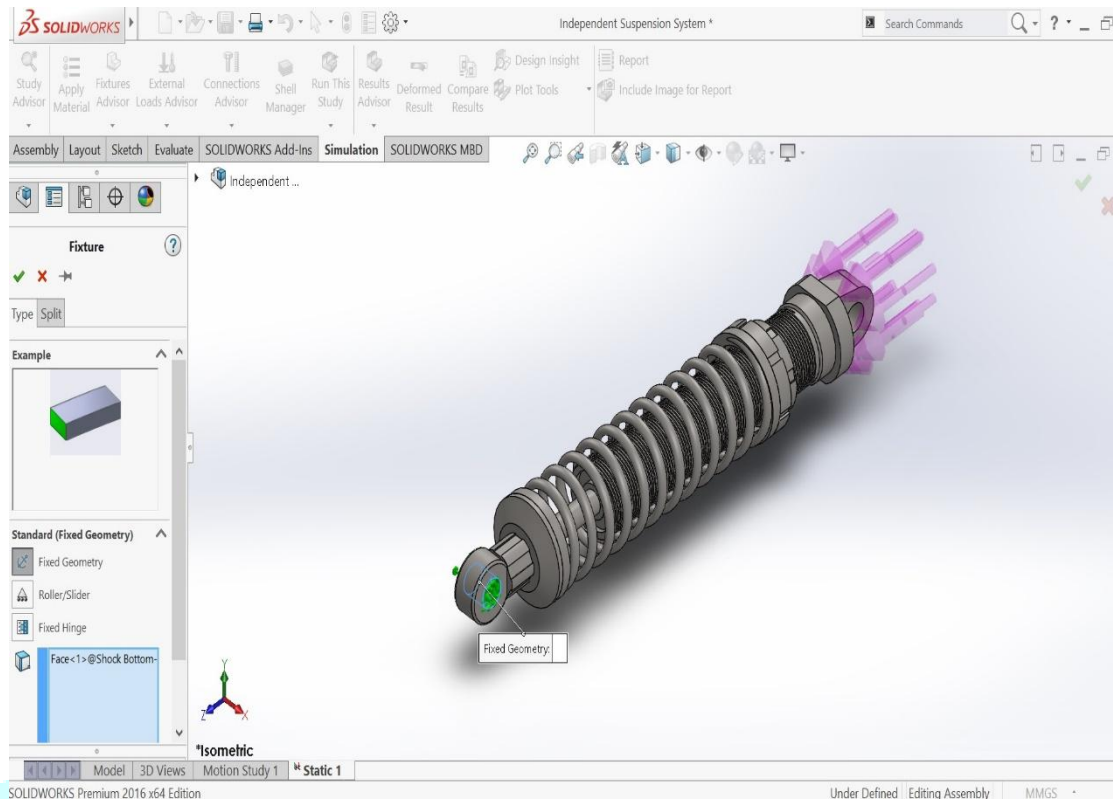 SOLIDWORKS
Independent Suspension System *
Search Commands
?
Study Advisor
Apply Material
Fixtures Advisor
External Loads Advisor
Connections Advisor
Shell Manager
Run This Study
Results Advisor
Deformed Result
Compare Results
Design Insight
Plot Tools
Report
Include Image for Report
Assembly Layout Sketch Evaluate SOLIDWORKS Add-Ins Simulation SOLIDWORKS MBD
Independent ...
Fixture
?
Type Split
Example
Standard (Fixed Geometry)
Fixed Geometry
Roller/Slider
Fixed Hinge
Face<1>@Shock Bottom-
Fixed Geometry:
Y
Z X
*Isometric
Model 3D Views Motion Study 1 Static 1
SOLIDWORKS Premium 2016 x64 Edition
Under Defined Editing Assembly MMGS